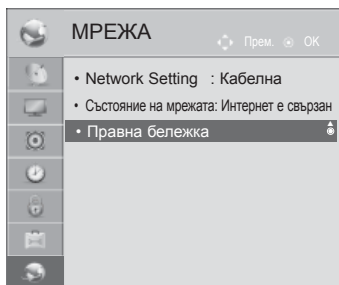 МРЕЖА
Прем. OK
• Network Setting : Кабелна
• Състояние на мрежата: Интернет е свързан
• Правна бележка